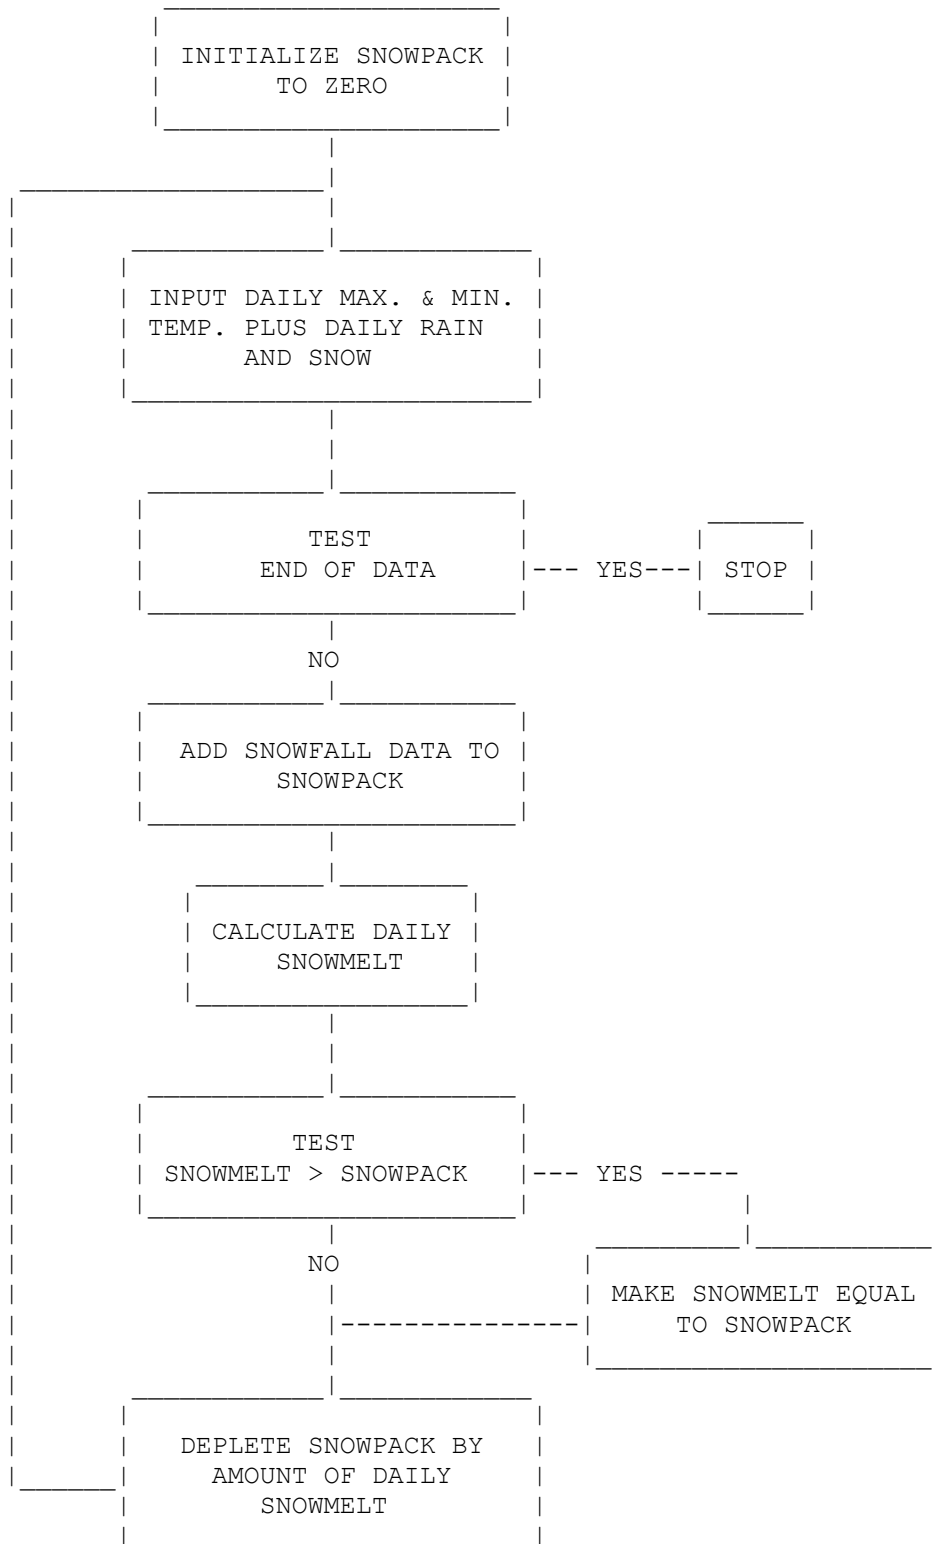 INITIALIZE SNOWPACK
TO ZERO
INPUT DAILY MAX. & MIN.
TEMP. PLUS DAILY RAIN
AND SNOW
TEST
END OF DATA
YES
STOP
NO
ADD SNOWFALL DATA TO
SNOWPACK
CALCULATE DAILY
SNOWMELT
TEST
SNOWMELT > SNOWPACK
YES
NO
MAKE SNOWMELT EQUAL
TO SNOWPACK
DEPLETE SNOWPACK BY
AMOUNT OF DAILY
SNOWMELT